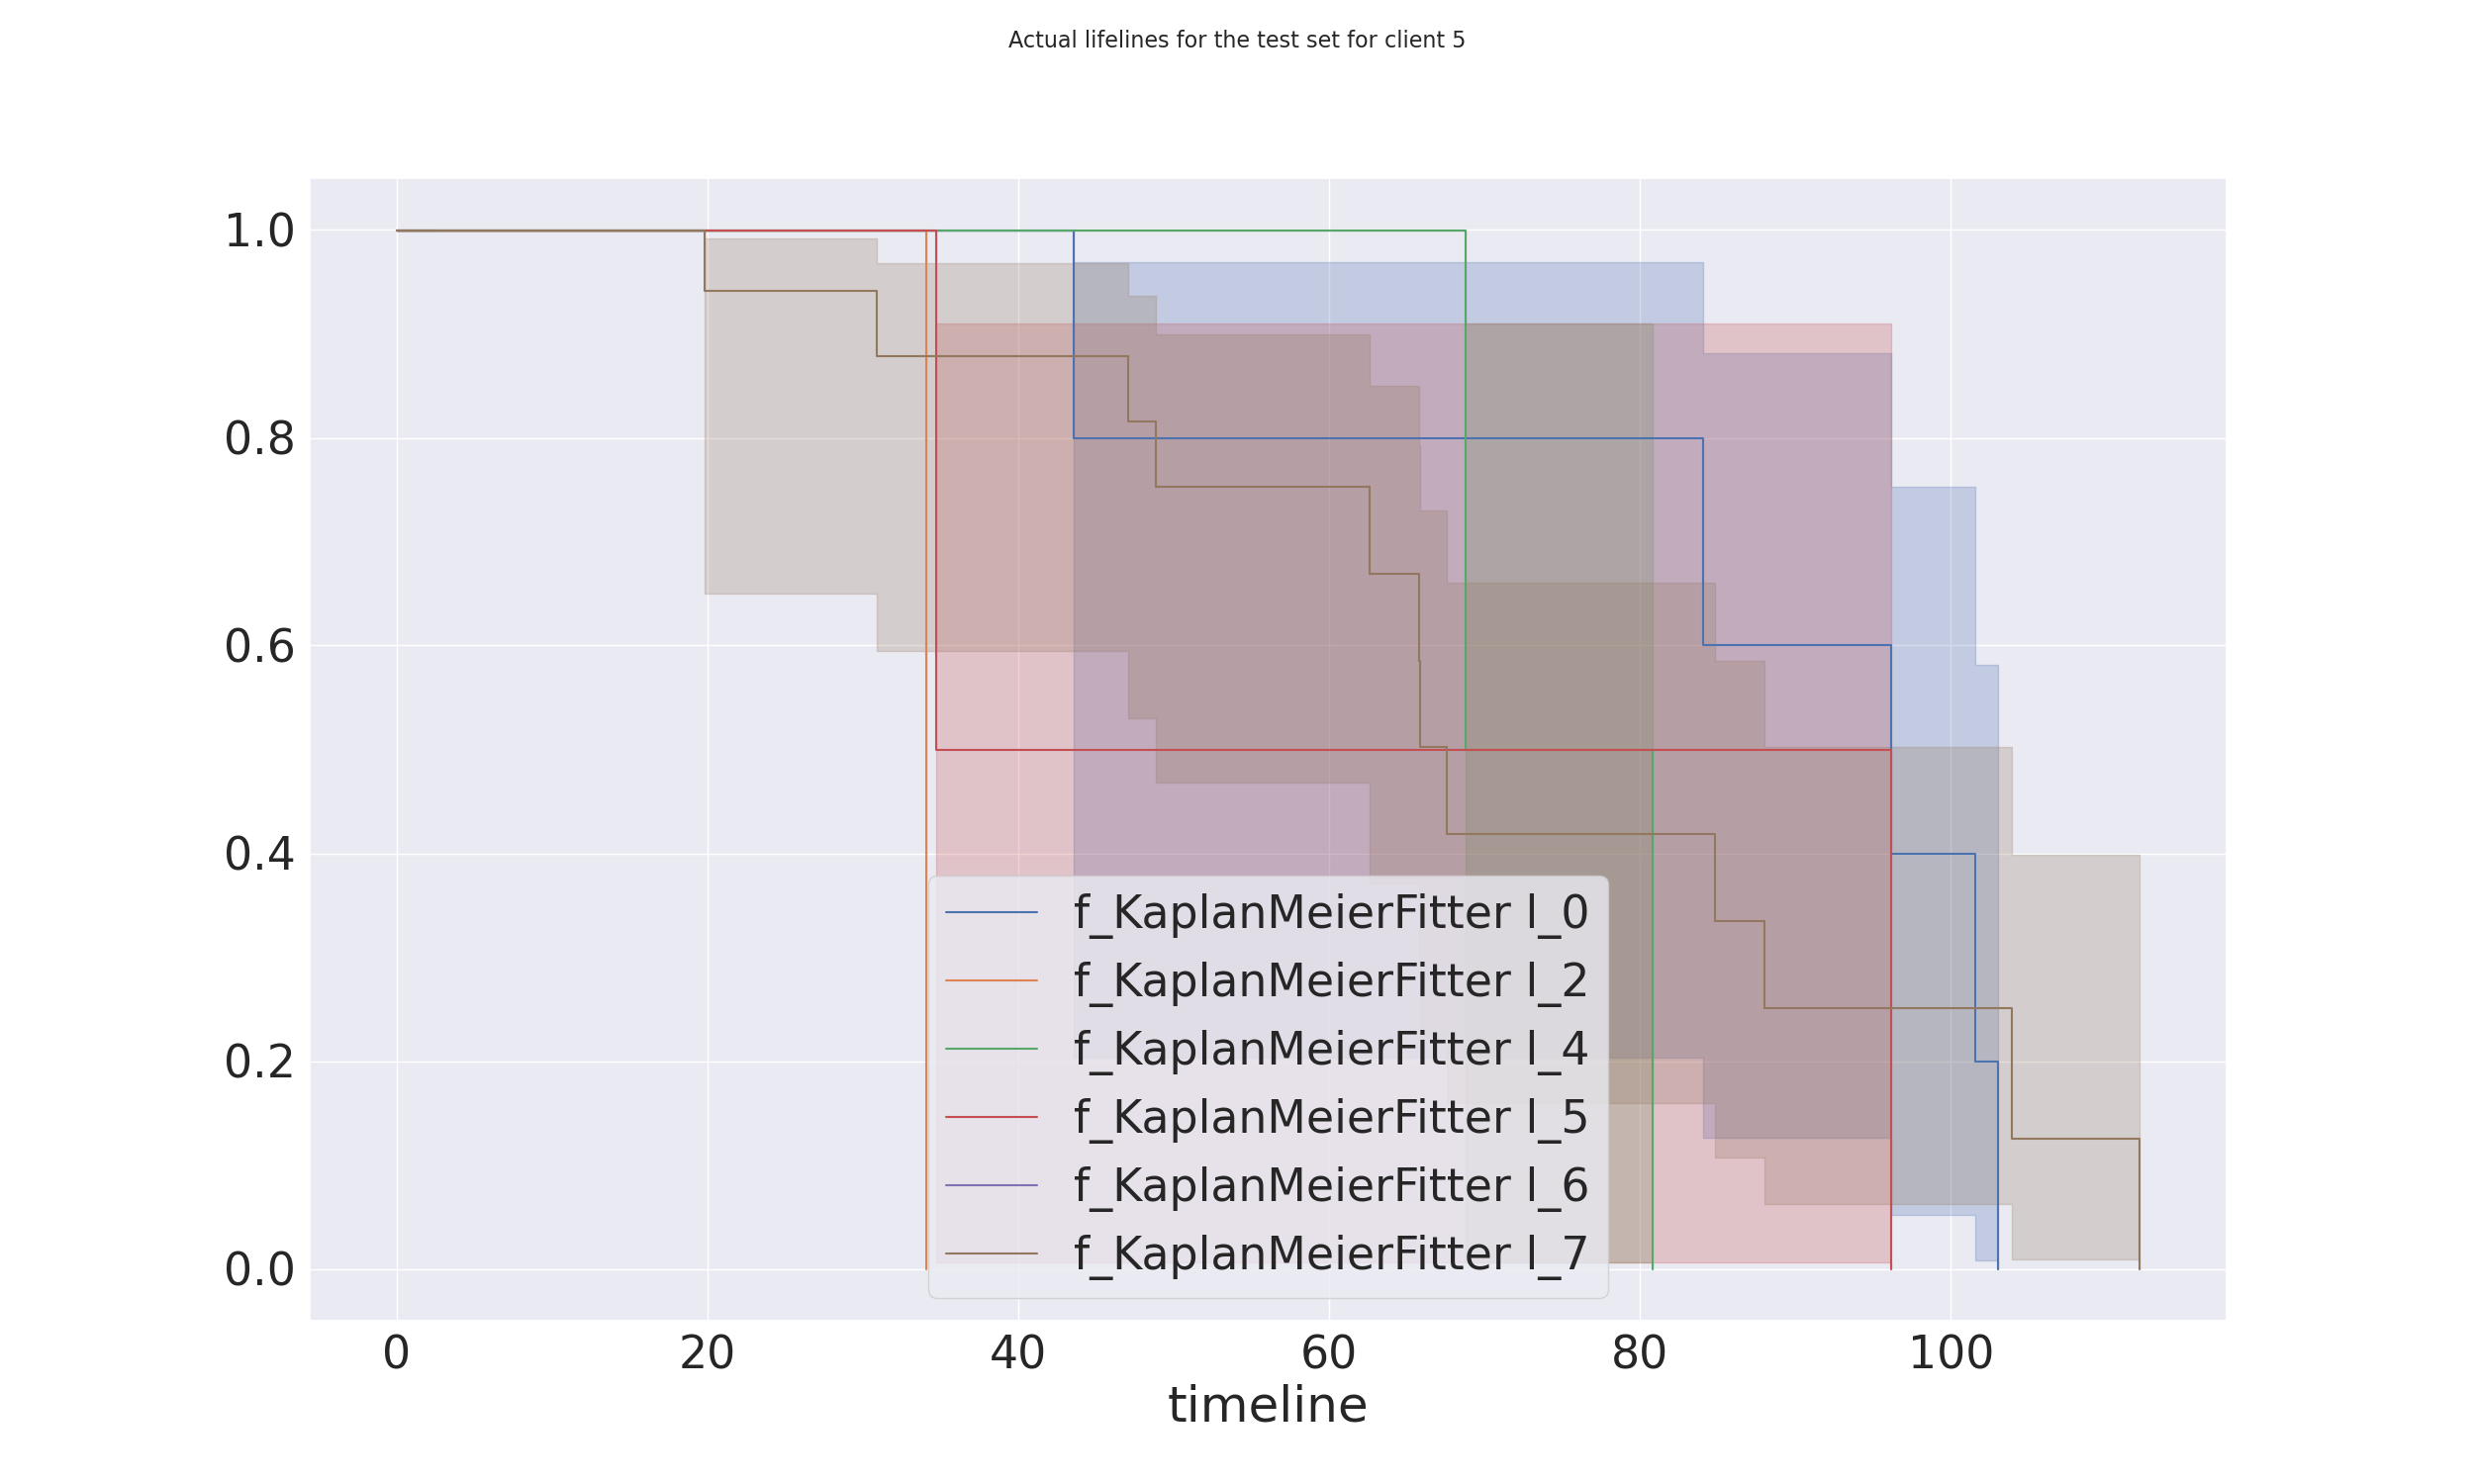 Actual lifelines for the test set for client 5
1.0
0.8
0.6
0.4
0.2
0.0
f_KaplanMeierFitter l_0
f_KaplanMeierFitter l_2
f_KaplanMeierFitter l_4
f_KaplanMeierFitter l_5
f_KaplanMeierFitter l_6
f_KaplanMeierFitter l_7
0 20 40 60 80 100
timeline